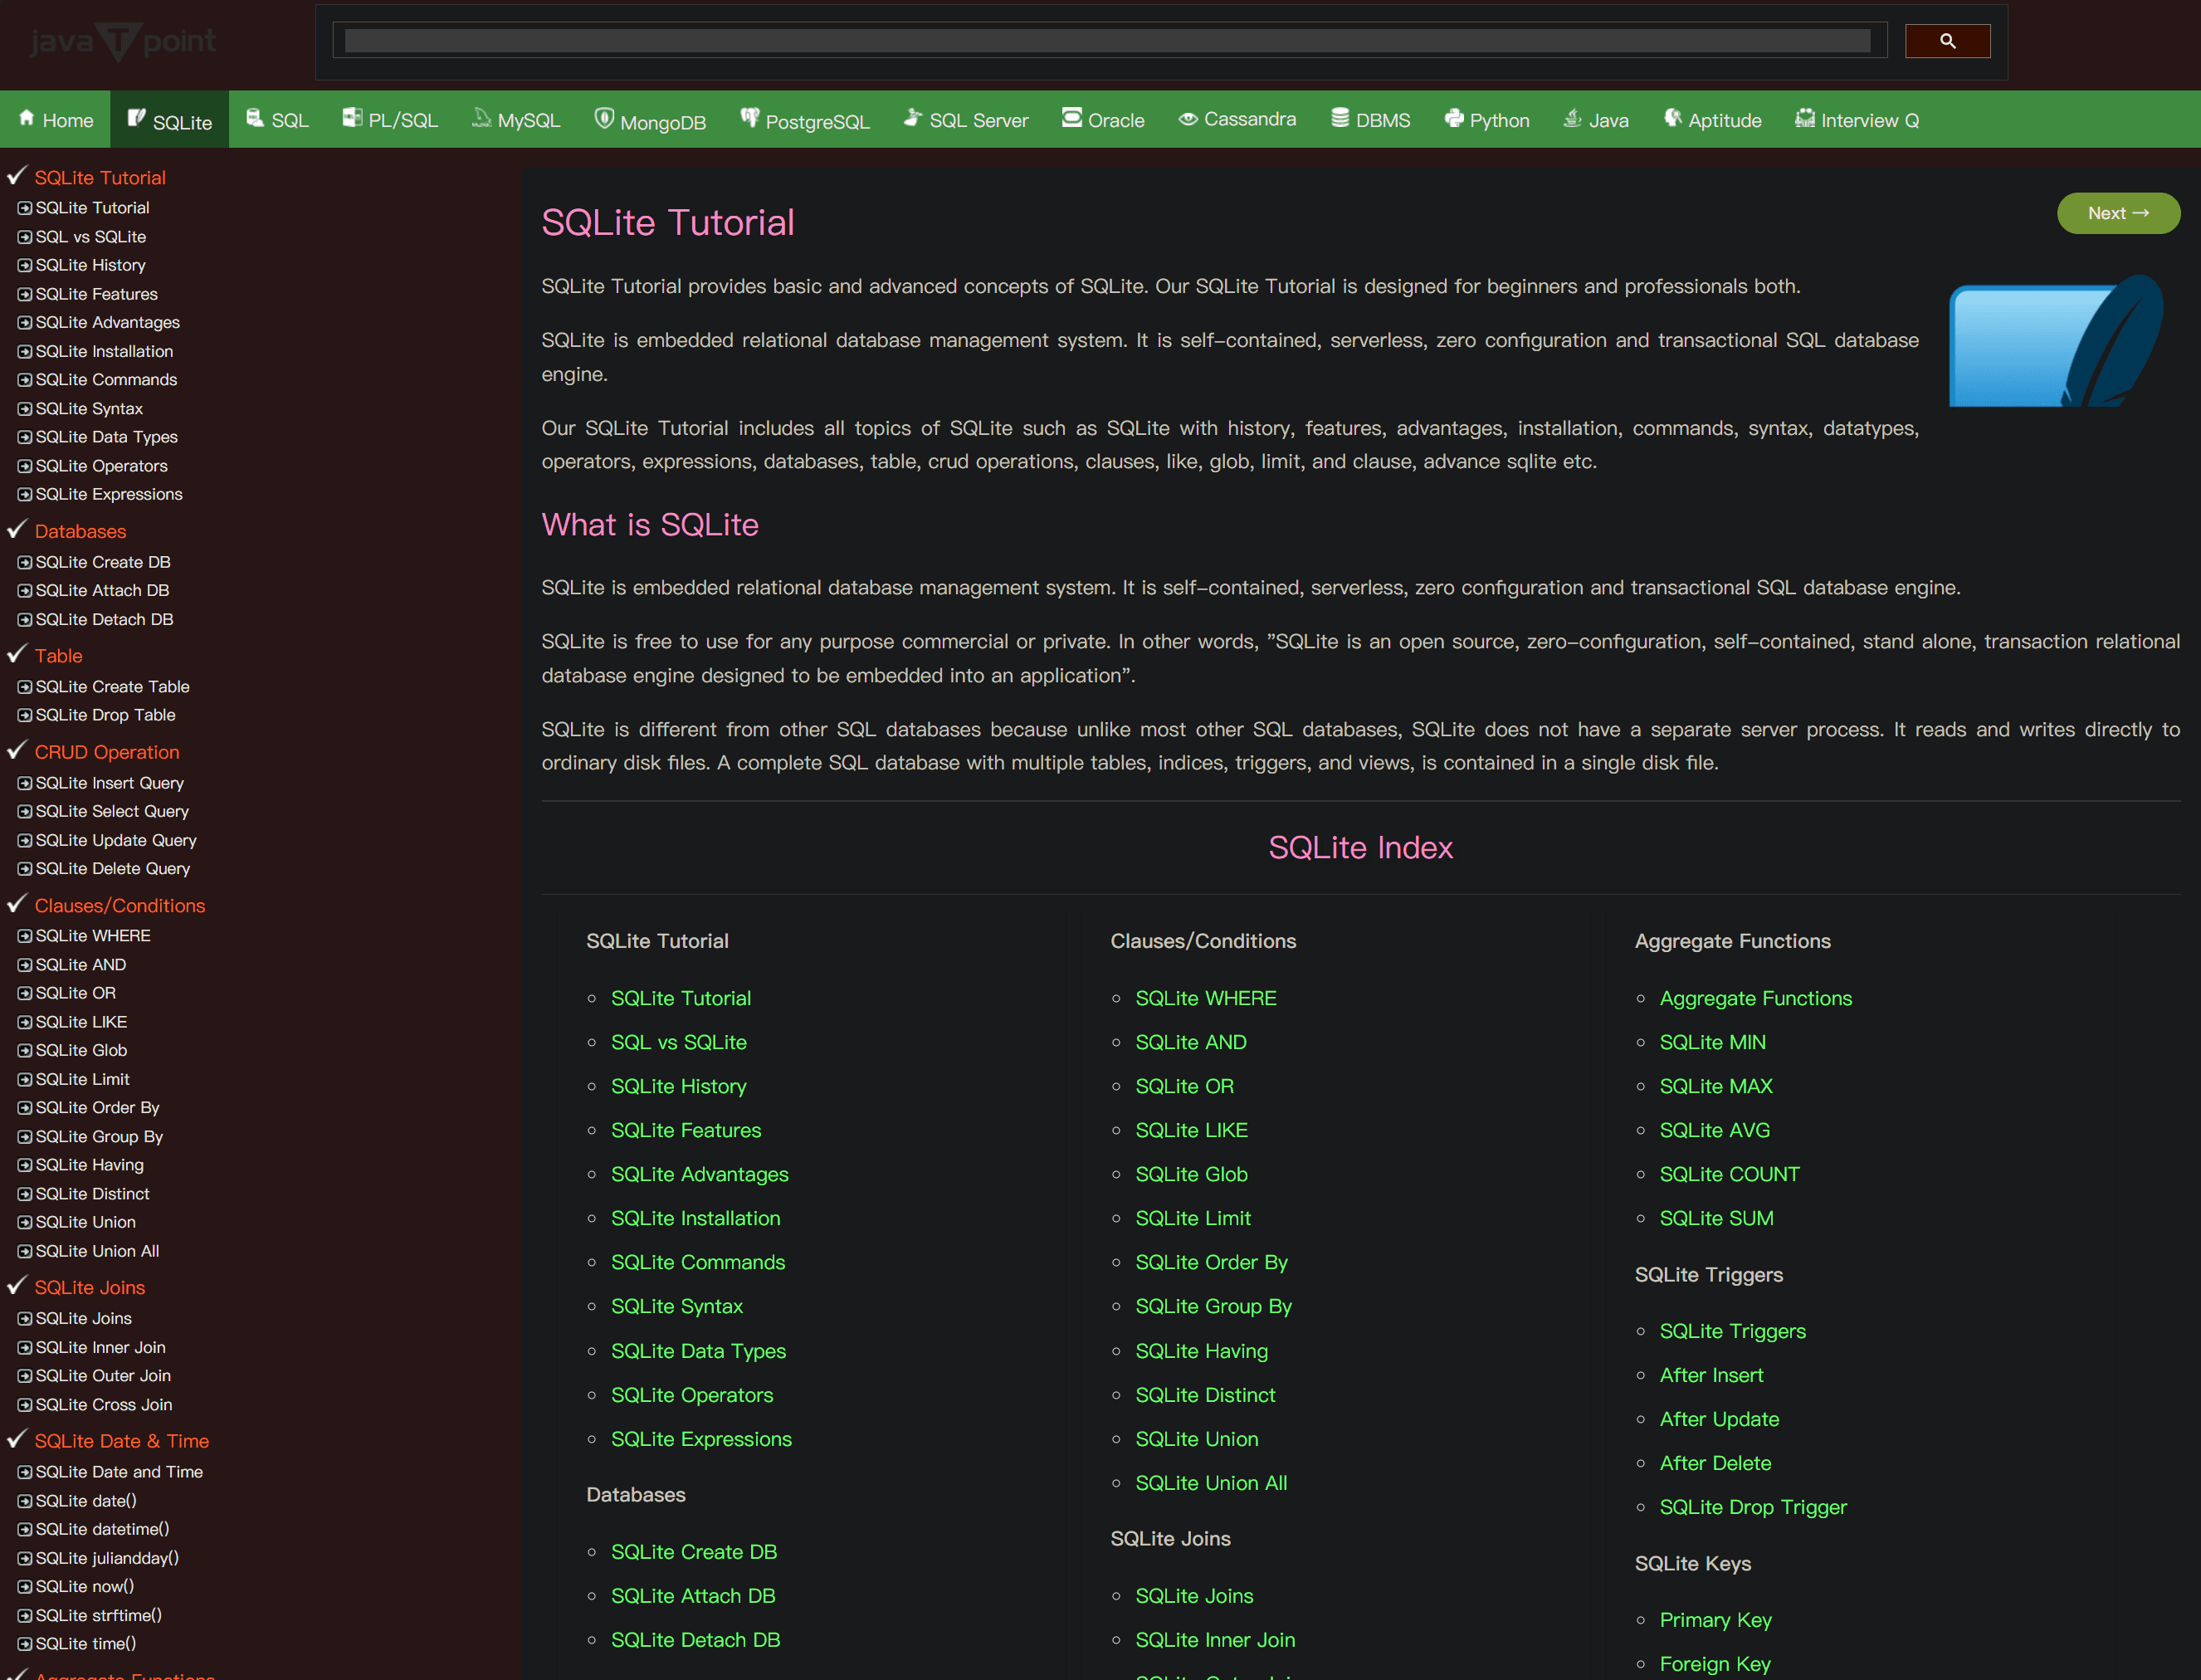 javaTpoint
Home SQLite SQL PL/SQL MySQL MongoDB PostgreSQL SQL Server Oracle Cassandra DBMS Python Java Aptitude Interview Q
SQLite Tutorial
SQLite Tutorial
SQL vs SQLite
SQLite History
SQLite Features
SQLite Advantages
SQLite Installation
SQLite Commands
SQLite Syntax
SQLite Data Types
SQLite Operators
SQLite Expressions
Databases
SQLite Create DB
SQLite Attach DB
SQLite Detach DB
Table
SQLite Create Table
SQLite Drop Table
CRUD Operation
SQLite Insert Query
SQLite Select Query
SQLite Update Query
SQLite Delete Query
Clauses/Conditions
SQLite WHERE
SQLite AND
SQLite OR
SQLite LIKE
SQLite Glob
SQLite Limit
SQLite Order By
SQLite Group By
SQLite Having
SQLite Distinct
SQLite Union
SQLite Union All
SQLite Joins
SQLite Joins
SQLite Inner Join
SQLite Outer Join
SQLite Cross Join
SQLite Date & Time
SQLite Date and Time
SQLite date()
SQLite datetime()
SQLite juliandday()
SQLite now()
SQLite strftime()
SQLite time()
Aggregate Functions
Next →
SQLite Tutorial
SQLite Tutorial provides basic and advanced concepts of SQLite. Our SQLite Tutorial is designed for beginners and professionals both.
SQLite is embedded relational database management system. It is self-contained, serverless, zero configuration and transactional SQL database
engine.
Our SQLite Tutorial includes all topics of SQLite such as SQLite with history, features, advantages, installation, commands, syntax, datatypes,
operators, expressions, databases, table, crud operations, clauses, like, glob, limit, and clause, advance sqlite etc.
What is SQLite
SQLite is embedded relational database management system. It is self-contained, serverless, zero configuration and transactional SQL database engine.
SQLite is free to use for any purpose commercial or private. In other words, "SQLite is an open source, zero-configuration, self-contained, stand alone, transaction relational
database engine designed to be embedded into an application".
SQLite is different from other SQL databases because unlike most other SQL databases, SQLite does not have a separate server process. It reads and writes directly to
ordinary disk files. A complete SQL database with multiple tables, indices, triggers, and views, is contained in a single disk file.
SQLite Index
SQLite Tutorial
SQLite Tutorial
SQL vs SQLite
SQLite History
SQLite Features
SQLite Advantages
SQLite Installation
SQLite Commands
SQLite Syntax
SQLite Data Types
SQLite Operators
SQLite Expressions
Databases
SQLite Create DB
SQLite Attach DB
SQLite Detach DB
Clauses/Conditions
SQLite WHERE
SQLite AND
SQLite OR
SQLite LIKE
SQLite Glob
SQLite Limit
SQLite Order By
SQLite Group By
SQLite Having
SQLite Distinct
SQLite Union
SQLite Union All
SQLite Joins
SQLite Joins
SQLite Inner Join
Aggregate Functions
Aggregate Functions
SQLite MIN
SQLite MAX
SQLite AVG
SQLite COUNT
SQLite SUM
SQLite Triggers
SQLite Triggers
After Insert
After Update
After Delete
SQLite Drop Trigger
SQLite Keys
Primary Key
Foreign Key